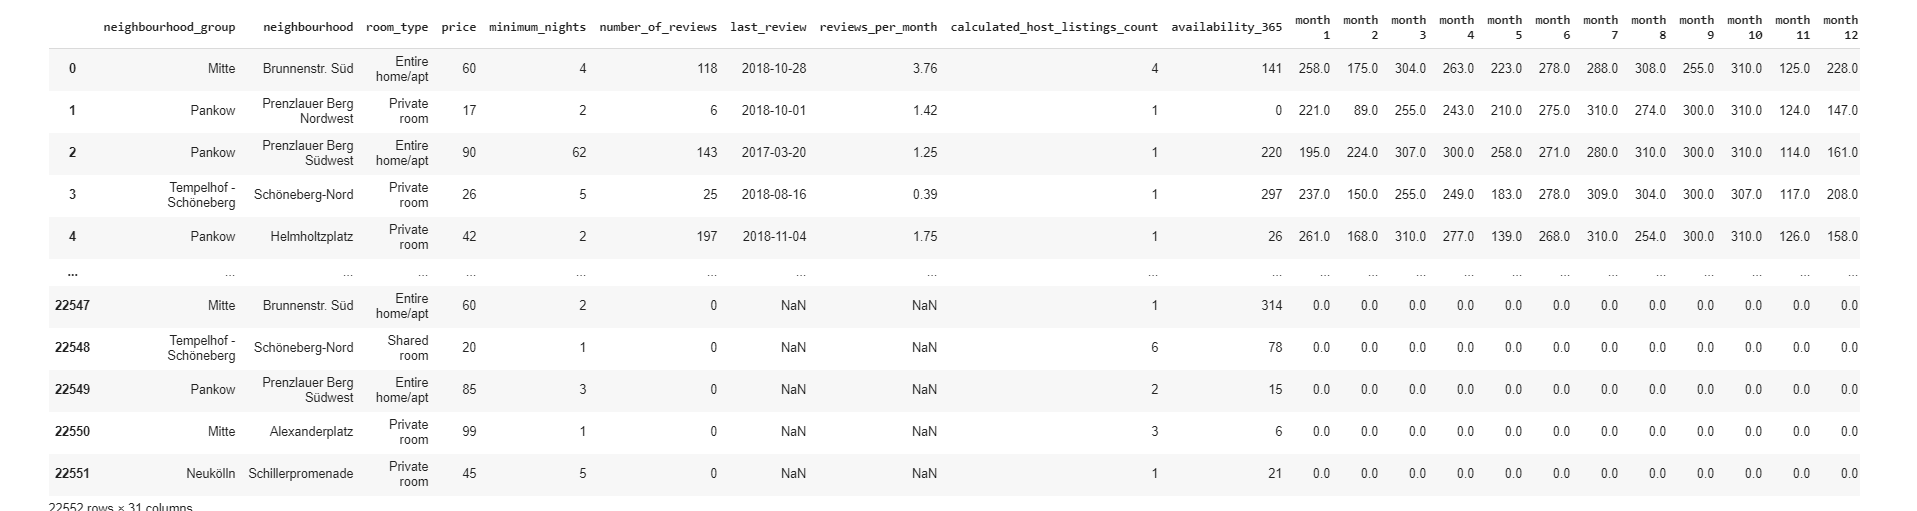 neighbourhood_group neighbourhood room_type price minimum_nights number_of_reviews last_review reviews_per_month calculated_host_listings_count availability_365 month 1 month 2 month 3 month 4 month 5 month 6 month 7 month 8 month 9 month 10 month 11 month 12
0 Mitte Brunnenstr. Süd Entire home/apt 60 4 118 2018-10-28 3.76 4 141 258.0 175.0 304.0 263.0 223.0 278.0 288.0 308.0 255.0 310.0 125.0 228.0
1 Pankow Prenzlauer Berg Nordwest Private room 17 2 6 2018-10-01 1.42 1 0 221.0 89.0 255.0 243.0 210.0 275.0 310.0 274.0 300.0 310.0 124.0 147.0
2 Pankow Prenzlauer Berg Südwest Entire home/apt 90 62 143 2017-03-20 1.25 1 220 195.0 224.0 307.0 300.0 258.0 271.0 280.0 310.0 300.0 310.0 114.0 161.0
3 Tempelhof - Schöneberg Schöneberg-Nord Private room 26 5 25 2018-08-16 0.39 1 297 237.0 150.0 255.0 249.0 183.0 278.0 309.0 304.0 300.0 307.0 117.0 208.0
4 Pankow Helmholtzplatz Private room 42 2 197 2018-11-04 1.75 1 26 261.0 168.0 310.0 277.0 139.0 268.0 310.0 254.0 300.0 310.0 126.0 158.0
... ... ... ... ... ... ... ... ... ... ... ... ... ... ... ... ... ... ... ... ... ... ...
22547 Mitte Brunnenstr. Süd Entire home/apt 60 2 0 NaN NaN 1 314 0.0 0.0 0.0 0.0 0.0 0.0 0.0 0.0 0.0 0.0 0.0 0.0
22548 Tempelhof - Schöneberg Schöneberg-Nord Shared room 20 1 0 NaN NaN 6 78 0.0 0.0 0.0 0.0 0.0 0.0 0.0 0.0 0.0 0.0 0.0 0.0
22549 Pankow Prenzlauer Berg Südwest Entire home/apt 85 3 0 NaN NaN 2 15 0.0 0.0 0.0 0.0 0.0 0.0 0.0 0.0 0.0 0.0 0.0 0.0
22550 Mitte Alexanderplatz Private room 99 1 0 NaN NaN 3 6 0.0 0.0 0.0 0.0 0.0 0.0 0.0 0.0 0.0 0.0 0.0 0.0
22551 Neukölln Schillerpromenade Private room 45 5 0 NaN NaN 1 21 0.0 0.0 0.0 0.0 0.0 0.0 0.0 0.0 0.0 0.0 0.0 0.0
22552 rows × 31 columns